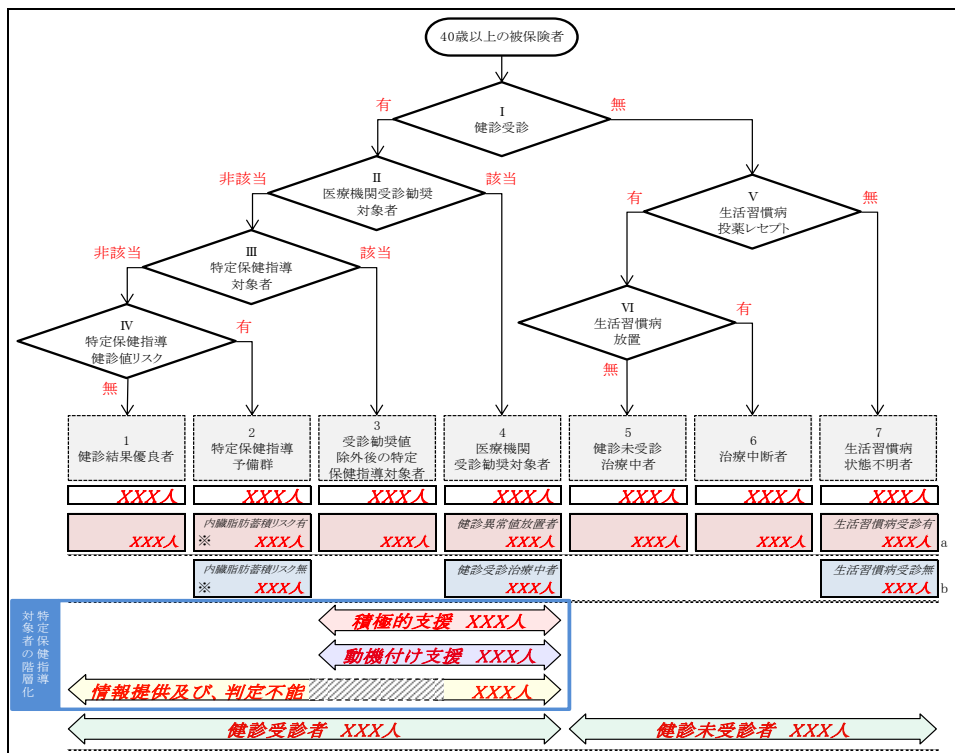 40歳以上の被保険者
Ⅰ
健診受診
有
無
Ⅱ
医療機関受診勧奨
対象者
非該当
該当
Ⅴ
生活習慣病
投薬レセプト
有
無
Ⅲ
特定保健指導
対象者
非該当
該当
Ⅵ
生活習慣病
放置
有
無
Ⅳ
特定保健指導
健診値リスク
有
無
1
健診結果優良者
2
特定保健指導
予備群
3
受診勧奨値
除外後の特定
保健指導対象者
4
医療機関
受診勧奨対象者
5
健診未受診
治療中者
6
治療中断者
7
生活習慣病
状態不明者
XXX人
XXX人
XXX人
XXX人
XXX人
XXX人
XXX人
XXX人
内臓脂肪蓄積リスク有
※ XXX人
XXX人
健診異常値放置者
XXX人
XXX人
XXX人
生活習慣病受診有
XXX人
a
内臓脂肪蓄積リスク無
※ XXX人
健診受診治療中者
XXX人
生活習慣病受診無
XXX人
b
特定保健指導
対象者の階層化
積極的支援 XXX人
動機付け支援 XXX人
情報提供及び、判定不能 XXX人
健診受診者 XXX人
健診未受診者 XXX人